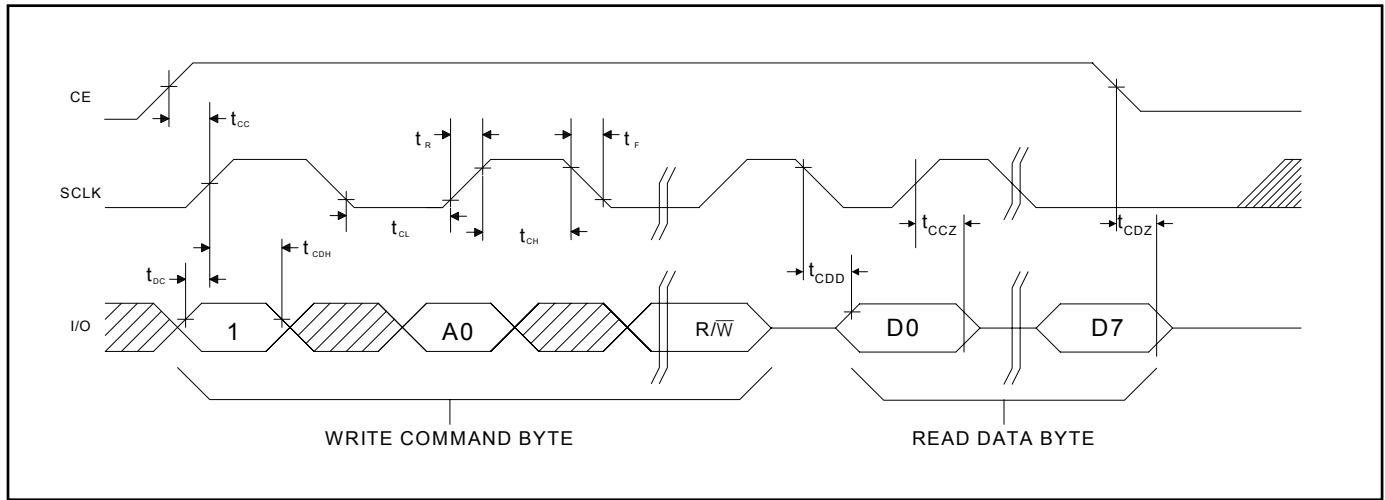 CE
tCC
tR
tF
SCLK
tCL
tCH
tCCZ
tCDZ
tDC
tCDH
tCDD
I/O
1
A0
R/W̅
D0
D7
WRITE COMMAND BYTE
READ DATA BYTE